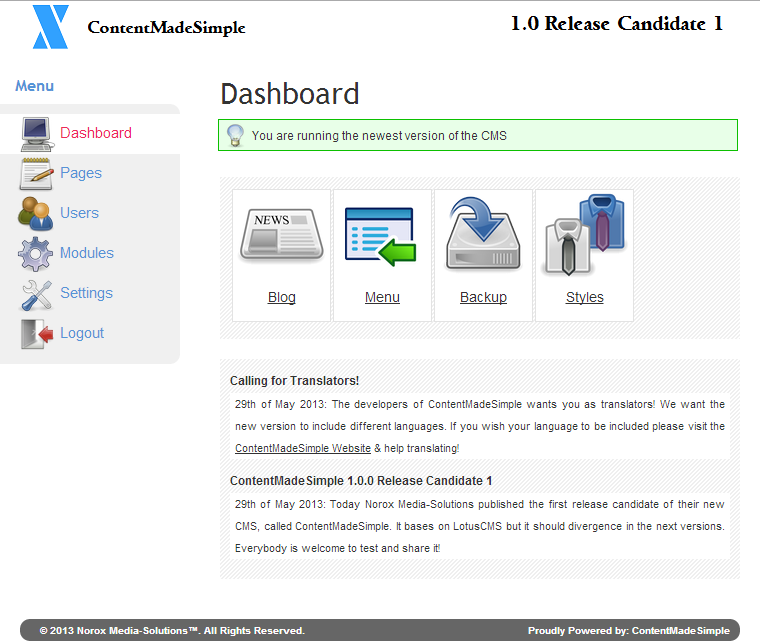 ContentMadeSimple
1.0 Release Candidate 1
Menu
Dashboard
Pages
Users
Modules
Settings
Logout
Dashboard
You are running the newest version of the CMS
NEWS
Blog
Menu
Backup
Styles
Calling for Translators!
29th of May 2013: The developers of ContentMadeSimple wants you as translators! We want the
new version to include different languages. If you wish your language to be included please visit the
ContentMadeSimple Website & help translating!
ContentMadeSimple 1.0.0 Release Candidate 1
29th of May 2013: Today Norox Media-Solutions published the first release candidate of their new
CMS, called ContentMadeSimple. It bases on LotusCMS but it should divergence in the next versions.
Everybody is welcome to test and share it!
© 2013 Norox Media-Solutions™. All Rights Reserved.
Proudly Powered by: ContentMadeSimple